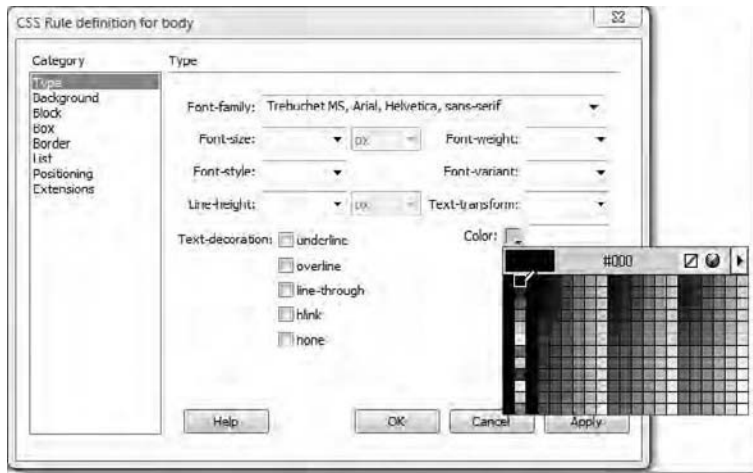 CSS Rule definition for body
Category
Type
Type
Background
Block
Box
Border
List
Positioning
Extensions
Font-family: Trebuchet MS, Arial, Helvetica, sans-serif
Font-size: px Font-weight:
Font-style: Font-variant:
Line-height: px Text-transform:
Text-decoration: underline Color:
overline
line-through
blink
none
#000
Help OK Cancel Apply